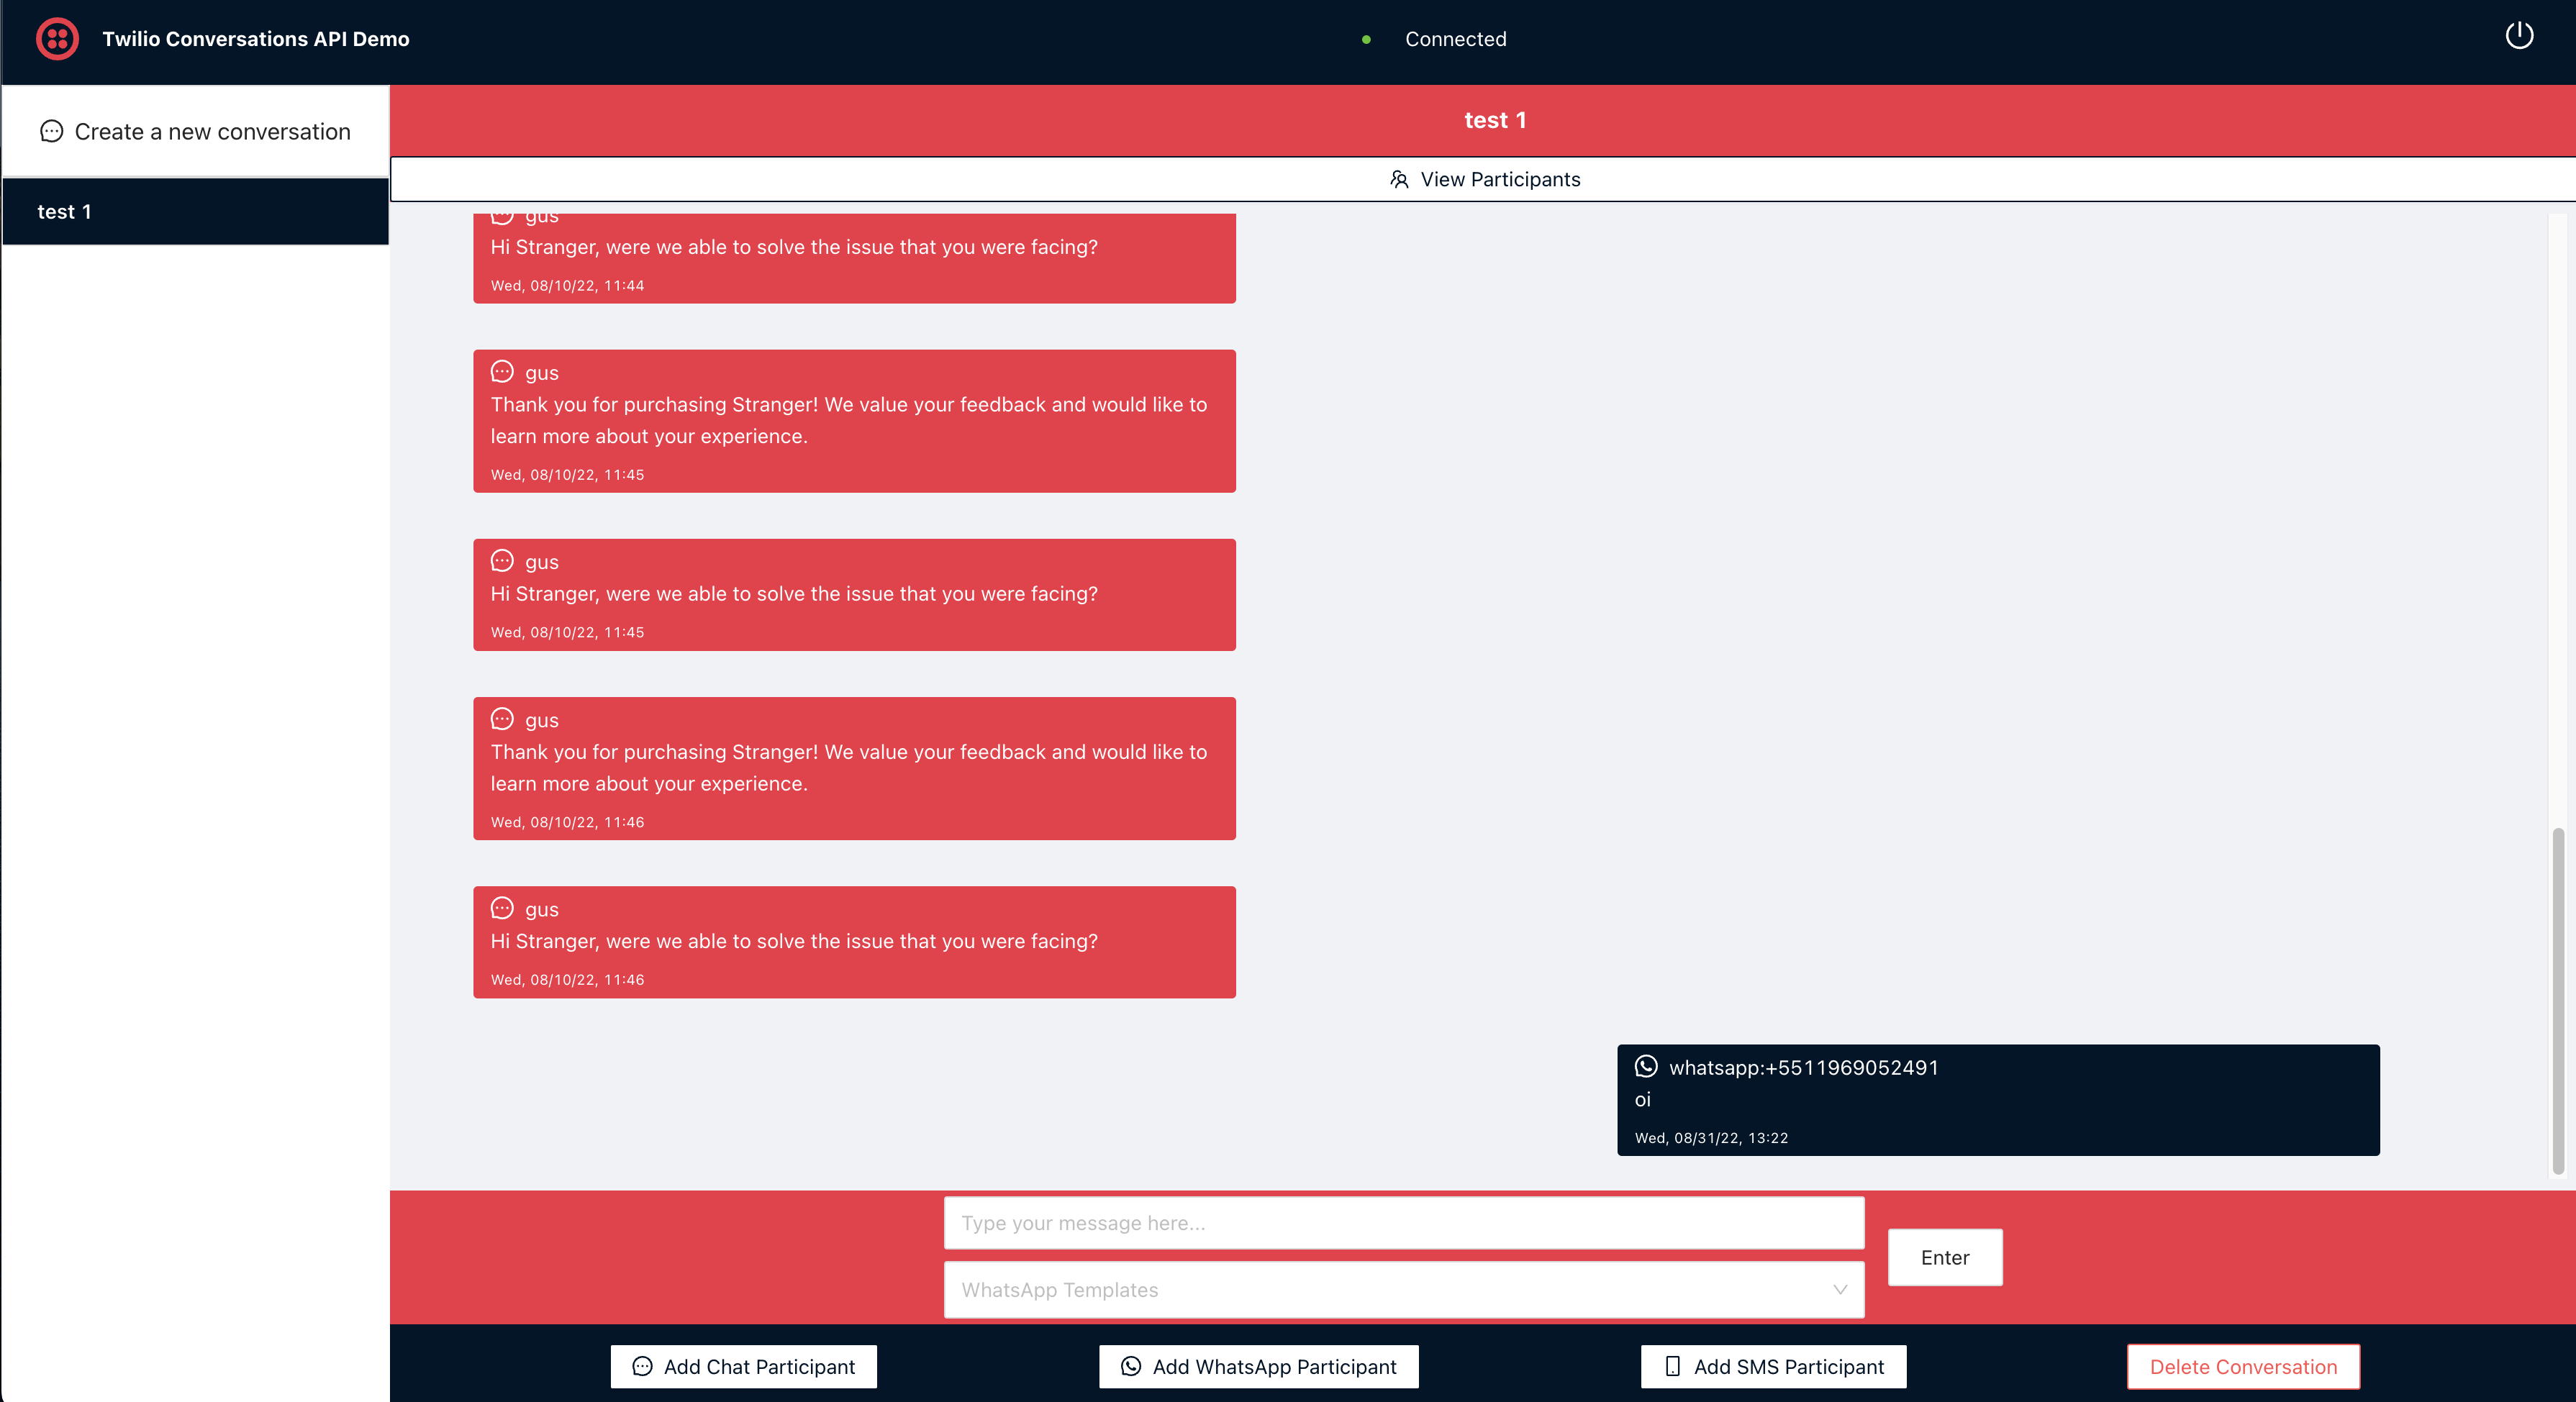 Twilio Conversations API Demo
Connected
Create a new conversation
test 1
test 1
View Participants
gus
Hi Stranger, were we able to solve the issue that you were facing?
Wed, 08/10/22, 11:44
gus
Thank you for purchasing Stranger! We value your feedback and would like to
learn more about your experience.
Wed, 08/10/22, 11:45
gus
Hi Stranger, were we able to solve the issue that you were facing?
Wed, 08/10/22, 11:45
gus
Thank you for purchasing Stranger! We value your feedback and would like to
learn more about your experience.
Wed, 08/10/22, 11:46
gus
Hi Stranger, were we able to solve the issue that you were facing?
Wed, 08/10/22, 11:46
whatsapp:+5511969052491
oi
Wed, 08/31/22, 13:22
Type your message here...
WhatsApp Templates
Enter
Add Chat Participant
Add WhatsApp Participant
Add SMS Participant
Delete Conversation